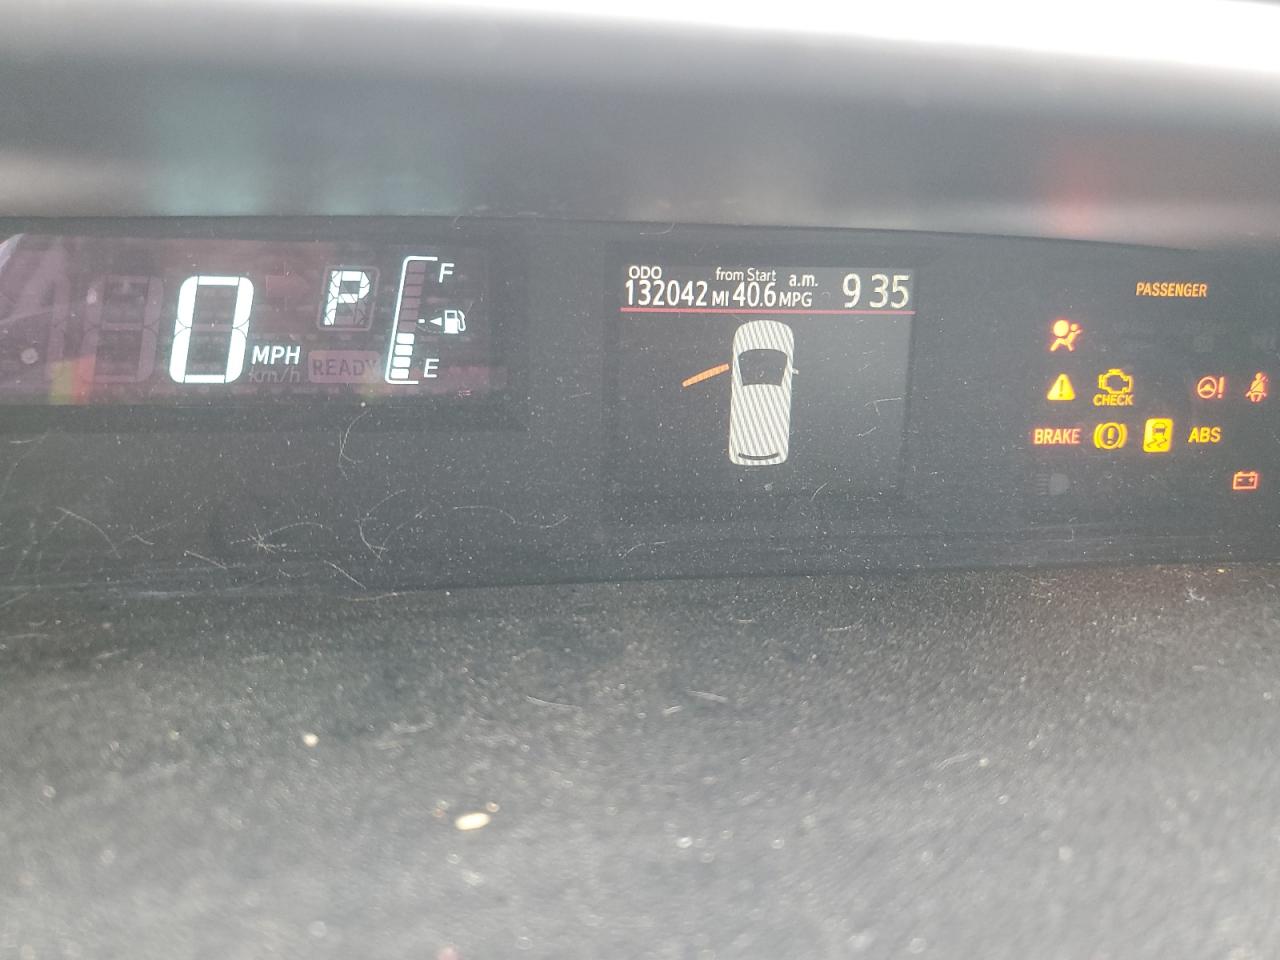 0 MPH
km/h
P
READY
F
E
ODO from Start a.m. 9 35
132042 MI 40.6 MPG
PASSENGER
CHECK
BRAKE ABS